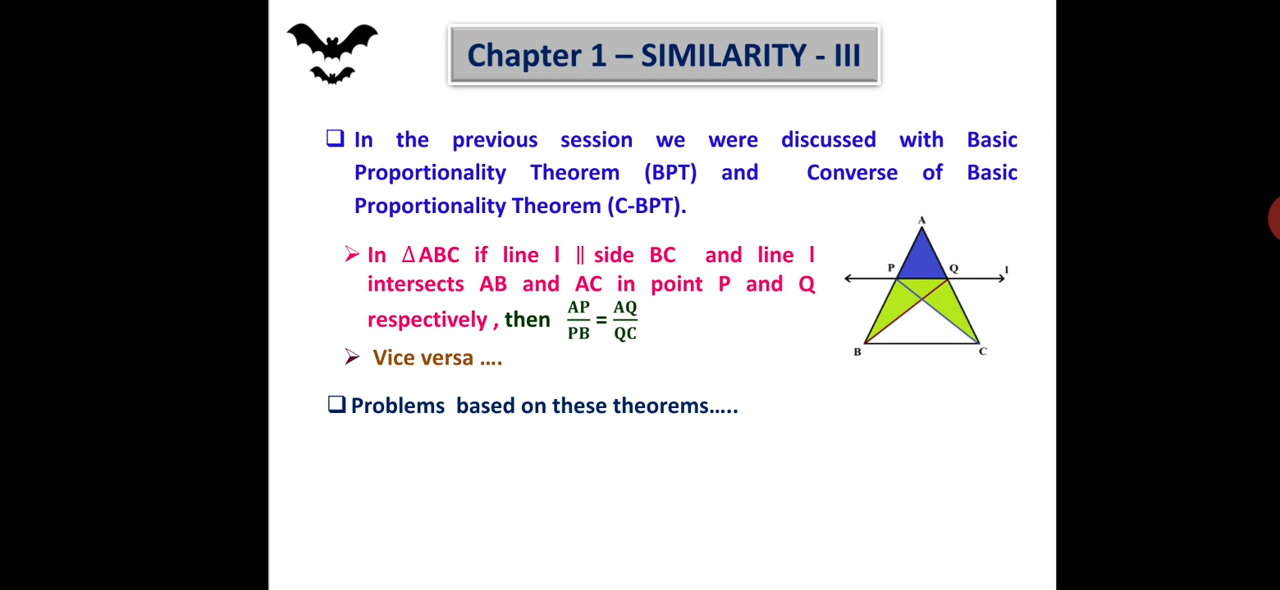 Chapter 1 – SIMILARITY - III
❑ In the previous session we were discussed with Basic
Proportionality Theorem (BPT) and Converse of Basic
Proportionality Theorem (C-BPT).
➢ In ΔABC if line l ∥ side BC and line l
intersects AB and AC in point P and Q
respectively , then AP/PB = AQ/QC
➢ Vice versa ….
❑ Problems based on these theorems…..
A
P
Q
l
B
C